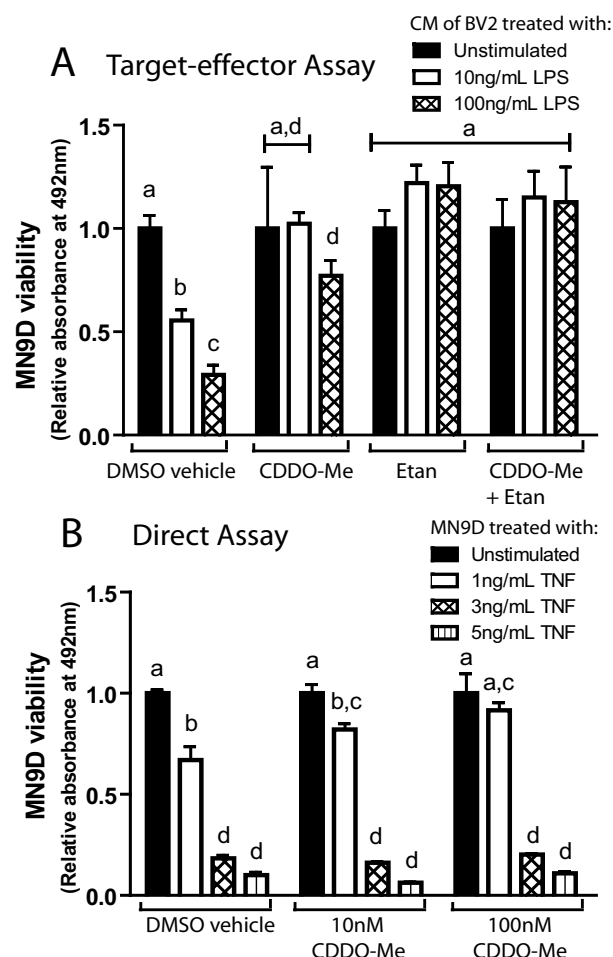 CM of BV2 treated with:
Unstimulated
10ng/mL LPS
100ng/mL LPS
A Target-effector Assay
MN9D viability
(Relative absorbance at 492nm)
1.5
1.0
0.5
0.0
a
b
c
a,d
d
a
DMSO vehicle
CDDO-Me
Etan
CDDO-Me
+ Etan
B Direct Assay
MN9D treated with:
Unstimulated
1ng/mL TNF
3ng/mL TNF
5ng/mL TNF
MN9D viability
(Relative absorbance at 492nm)
1.5
1.0
0.5
0.0
a
b
d
d
a
b,c
d
d
a
a,c
d
d
DMSO vehicle
10nM
CDDO-Me
100nM
CDDO-Me